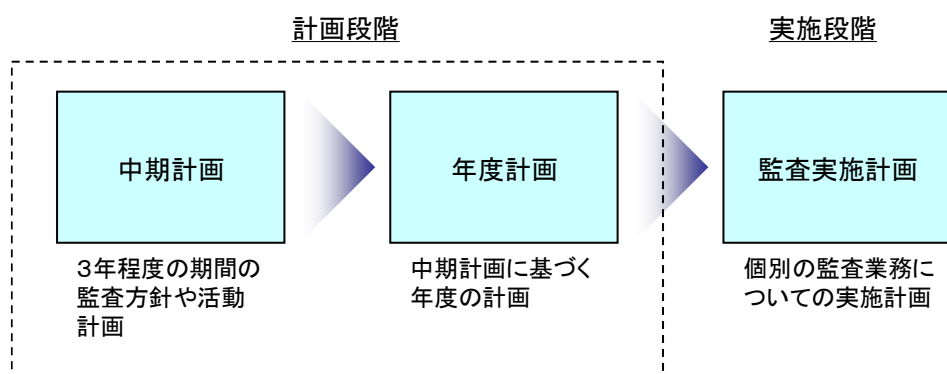 計画段階
実施段階
中期計画
年度計画
監査実施計画
3年程度の期間の
監査方針や活動
計画
中期計画に基づく
年度の計画
個別の監査業務に
ついての実施計画